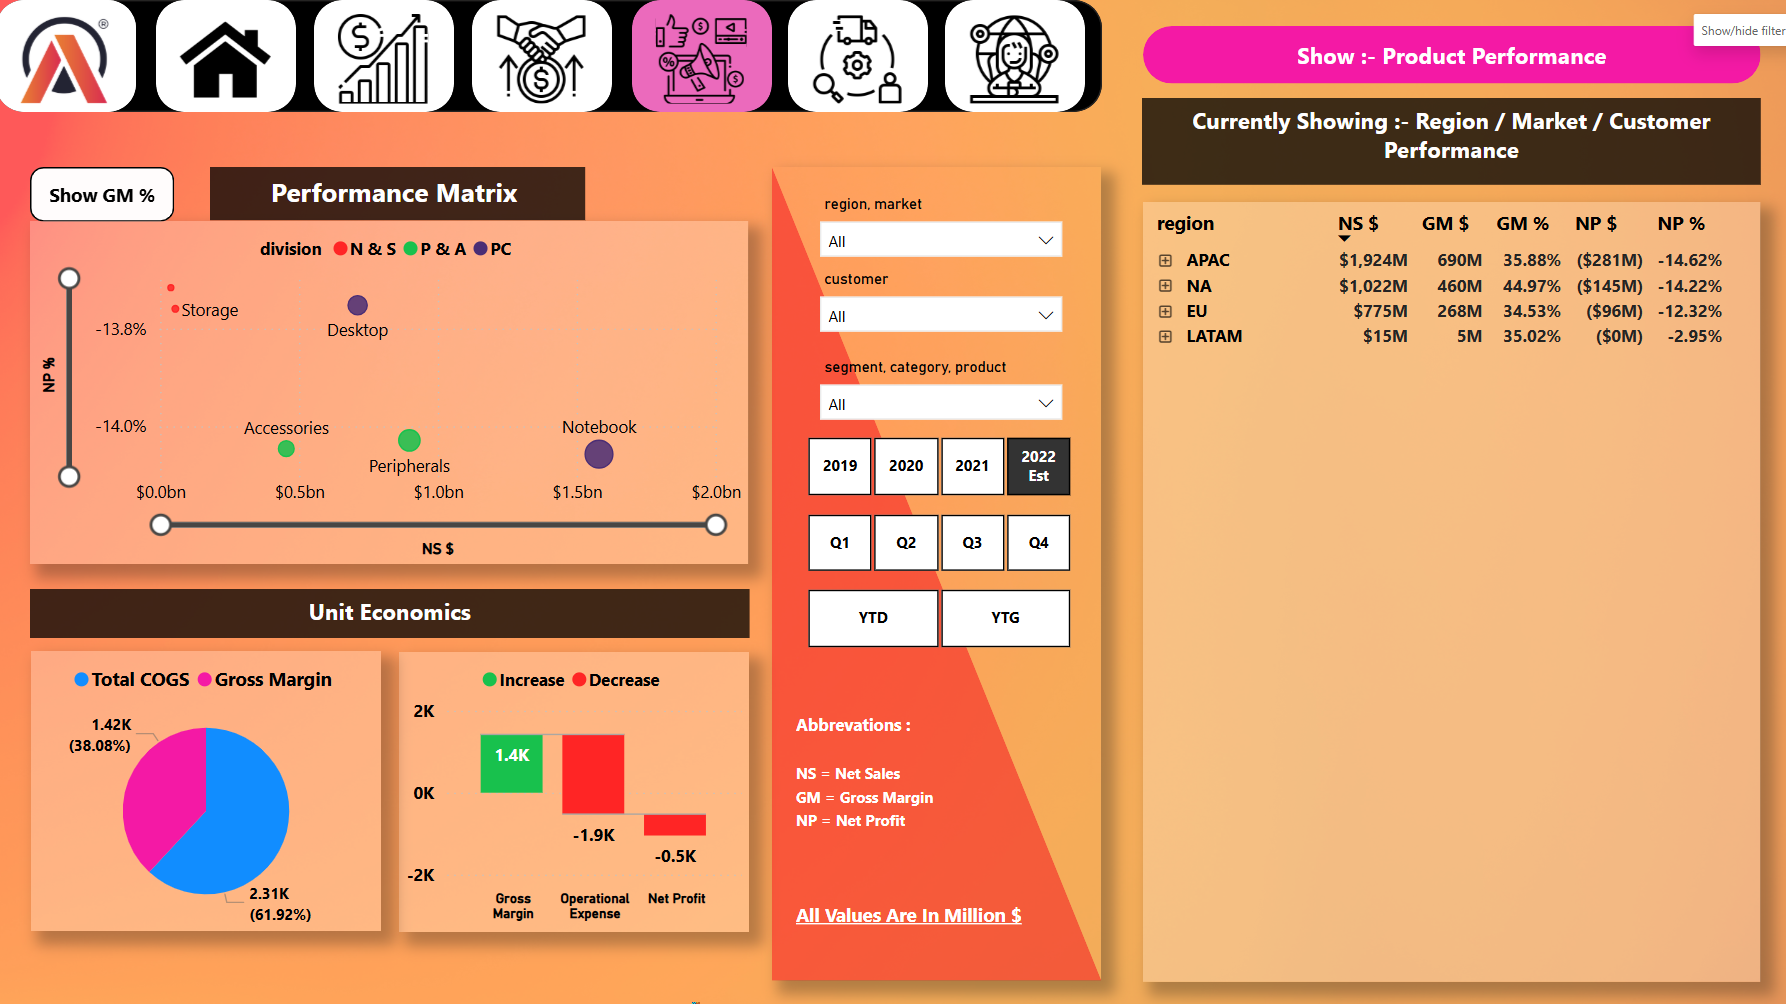 ®
Show :- Product Performance
Show/hide filter
Currently Showing :- Region / Market / Customer
Performance
Show GM %
Performance Matrix
division N & S P & A PC
Storage
Desktop
-13.8%
NP %
-14.0%
Accessories
Peripherals
Notebook
$0.0bn $0.5bn $1.0bn $1.5bn $2.0bn
NS $
Unit Economics
Total COGS Gross Margin
1.42K
(38.08%)
2.31K
(61.92%)
Increase Decrease
2K
0K
-2K
1.4K
-1.9K
-0.5K
Gross
Margin
Operational
Expense
Net Profit
region, market
All
customer
All
segment, category, product
All
2019 2020 2021 2022
Est
Q1 Q2 Q3 Q4
YTD YTG
Abbrevations :
NS = Net Sales
GM = Gross Margin
NP = Net Profit
All Values Are In Million $
region NS $ GM $ GM % NP $ NP %
APAC $1,924M 690M 35.88% ($281M) -14.62%
NA $1,022M 460M 44.97% ($145M) -14.22%
EU $775M 268M 34.53% ($96M) -12.32%
LATAM $15M 5M 35.02% ($0M) -2.95%